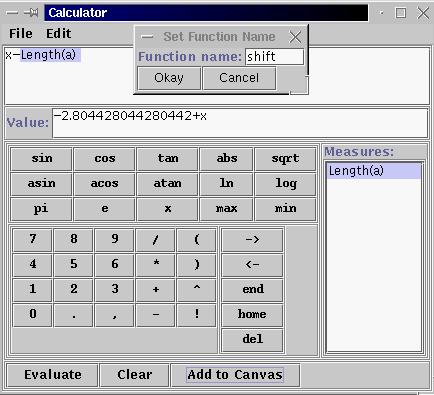 Calculator
File Edit
Set Function Name
Function name: shift
Okay Cancel
x-Length(a)
Value: -2.804428044280442+x
sin cos tan abs sqrt
asin acos atan ln log
pi e x max min
Measures:
Length(a)
7 8 9 / ( ->
4 5 6 * ) <-
1 2 3 + ^ end
0 . , - ! home
del
Evaluate Clear Add to Canvas